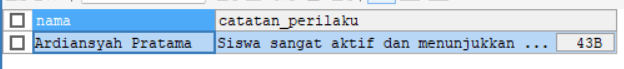 nama catatan_perilaku
Ardiansyah Pratama Siswa sangat aktif dan menunjukkan ... 43B